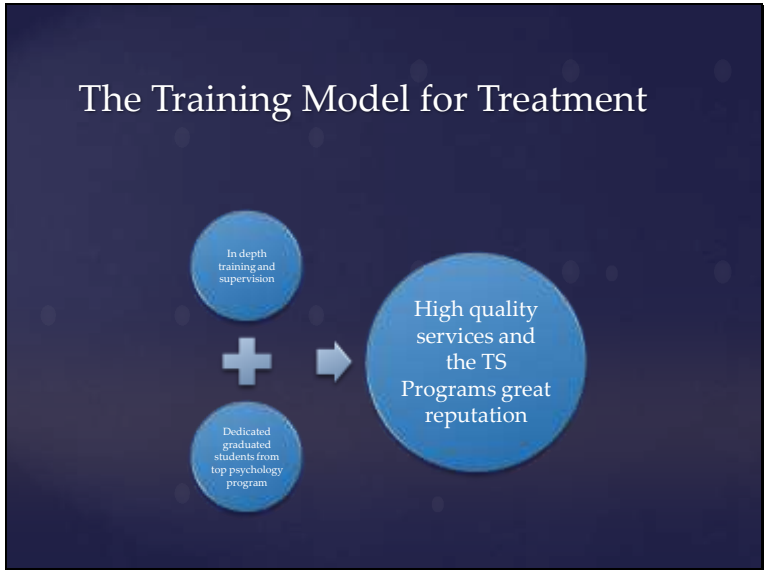 The Training Model for Treatment
In depth
training and
supervision
Dedicated
graduated
students from
top psychology
program
High quality
services and
the TS
Programs great
reputation